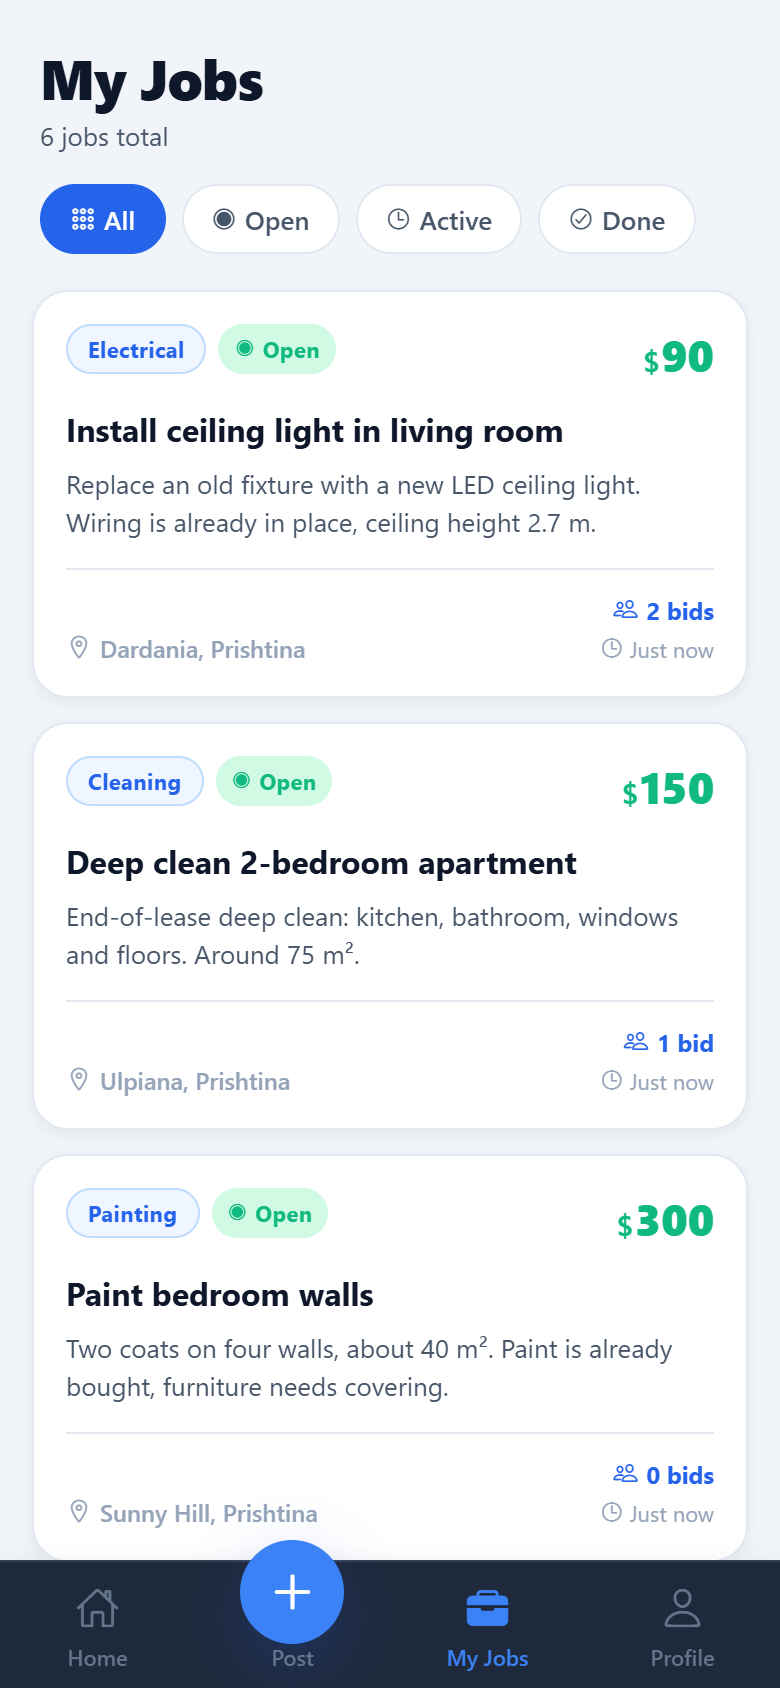 My Jobs
6 jobs total
All
Open
Active
Done
Electrical
Open
$90
Install ceiling light in living room
Replace an old fixture with a new LED ceiling light.
Wiring is already in place, ceiling height 2.7 m.
2 bids
Dardania, Prishtina
Just now
Cleaning
Open
$150
Deep clean 2-bedroom apartment
End-of-lease deep clean: kitchen, bathroom, windows
and floors. Around 75 m².
1 bid
Ulpiana, Prishtina
Just now
Painting
Open
$300
Paint bedroom walls
Two coats on four walls, about 40 m². Paint is already
bought, furniture needs covering.
0 bids
Sunny Hill, Prishtina
Just now
Home
Post
My Jobs
Profile